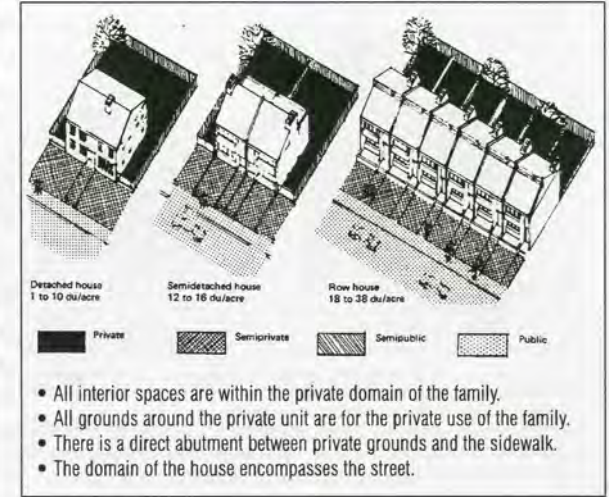 Detached house
1 to 10 du/acre
Semidetached house
12 to 16 du/acre
Row house
18 to 38 du/acre
Private
Semiprivate
Semipublic
Public
• All interior spaces are within the private domain of the family.
• All grounds around the private unit are for the private use of the family.
• There is a direct abutment between private grounds and the sidewalk.
• The domain of the house encompasses the street.